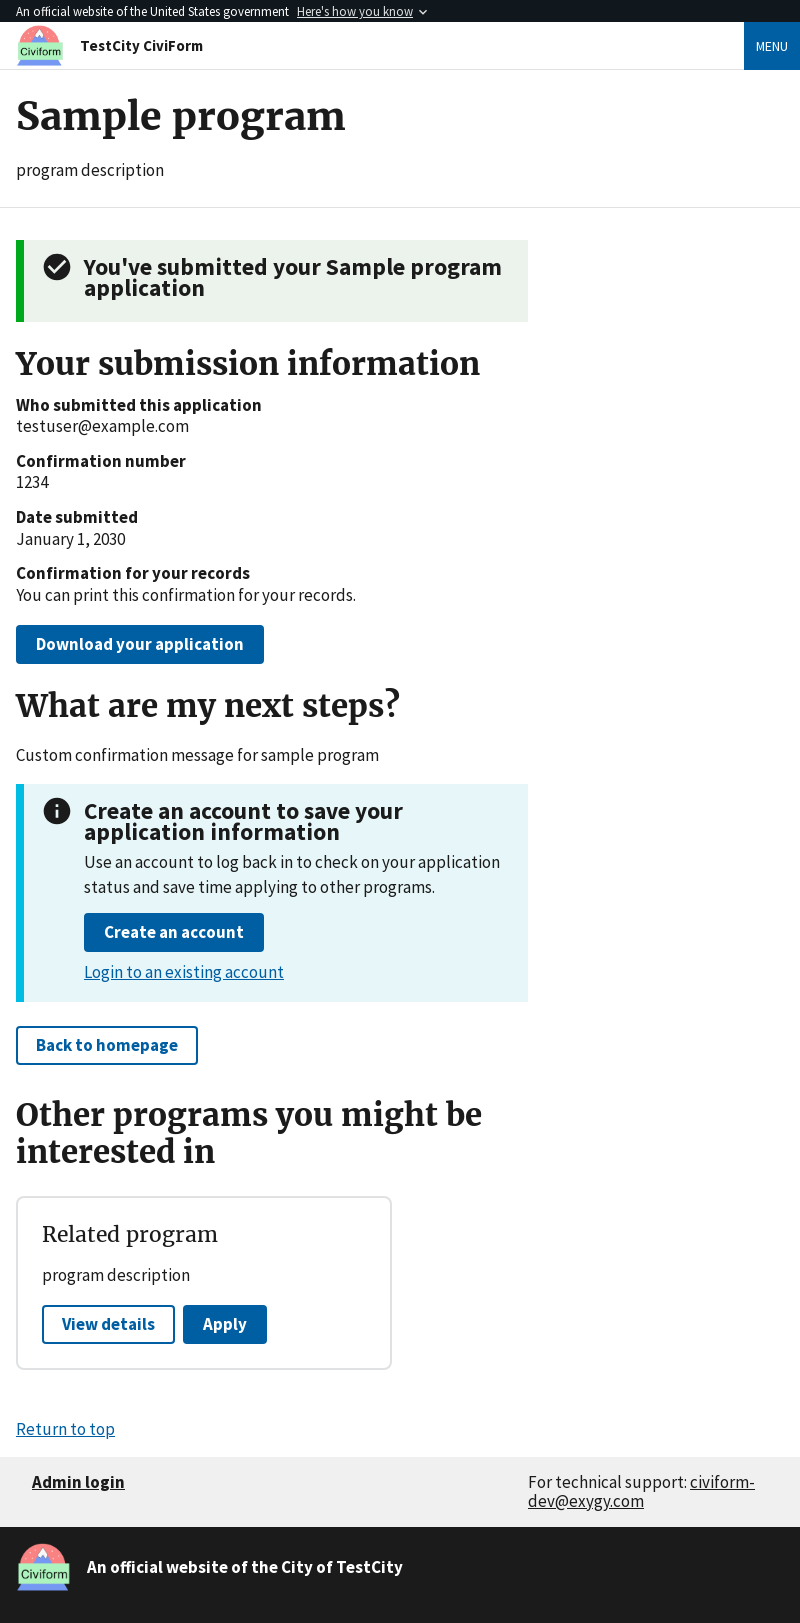 An official website of the United States government Here's how you know
Civiform
TestCity CiviForm
MENU
Sample program
program description
You've submitted your Sample program
application
Your submission information
Who submitted this application
testuser@example.com
Confirmation number
1234
Date submitted
January 1, 2030
Confirmation for your records
You can print this confirmation for your records.
Download your application
What are my next steps?
Custom confirmation message for sample program
Create an account to save your
application information
Use an account to log back in to check on your application
status and save time applying to other programs.
Create an account
Login to an existing account
Back to homepage
Other programs you might be
interested in
Related program
program description
View details
Apply
Return to top
Admin login
For technical support: civiform-
dev@exygy.com
Civiform
An official website of the City of TestCity